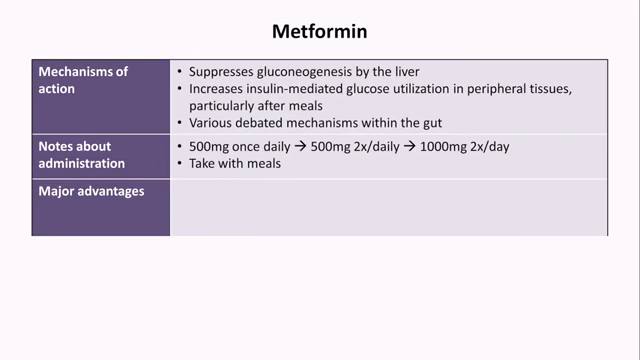 Metformin
Mechanisms of action
• Suppresses gluconeogenesis by the liver
• Increases insulin-mediated glucose utilization in peripheral tissues,
particularly after meals
• Various debated mechanisms within the gut
Notes about administration
• 500mg once daily → 500mg 2x/daily → 1000mg 2x/day
• Take with meals
Major advantages